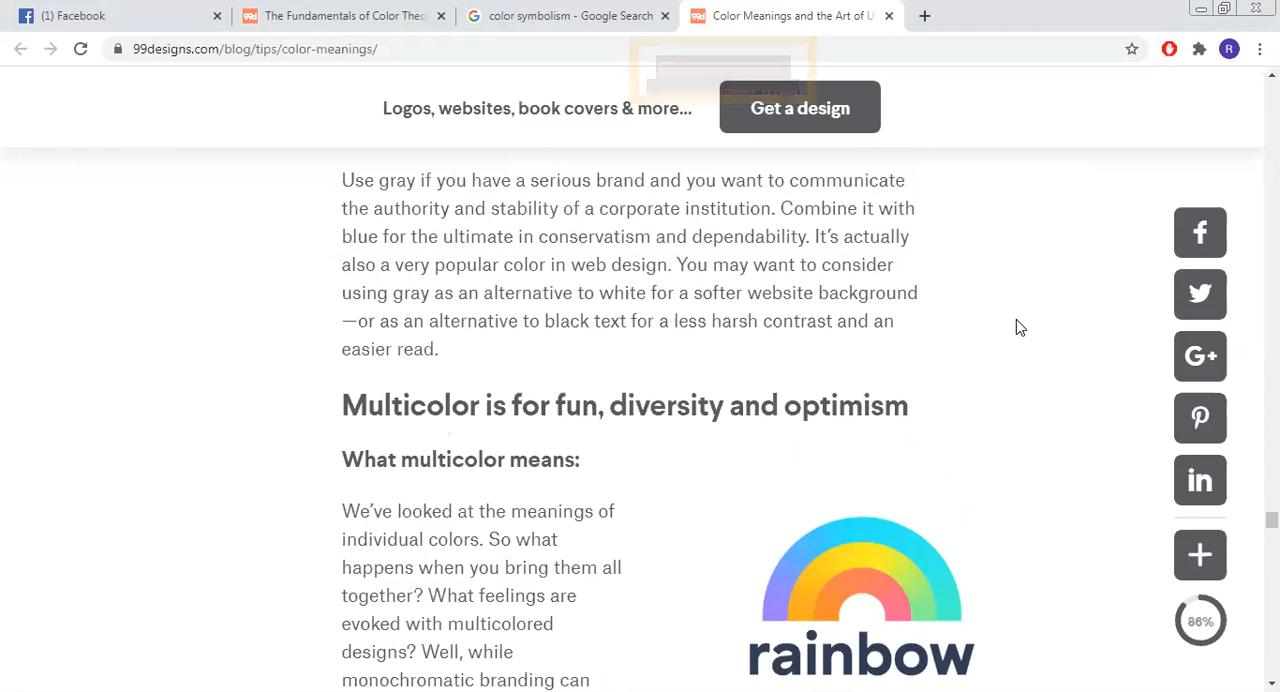 (1) Facebook
The Fundamentals of Color Theo
color symbolism - Google Search
Color Meanings and the Art of U
99designs.com/blog/tips/color-meanings/
R
Logos, websites, book covers & more...
Get a design
Use gray if you have a serious brand and you want to communicate
the authority and stability of a corporate institution. Combine it with
blue for the ultimate in conservatism and dependability. It’s actually
also a very popular color in web design. You may want to consider
using gray as an alternative to white for a softer website background
—or as an alternative to black text for a less harsh contrast and an
easier read.
Multicolor is for fun, diversity and optimism
What multicolor means:
We’ve looked at the meanings of
individual colors. So what
happens when you bring them all
together? What feelings are
evoked with multicolored
designs? Well, while
monochromatic branding can
rainbow
86%